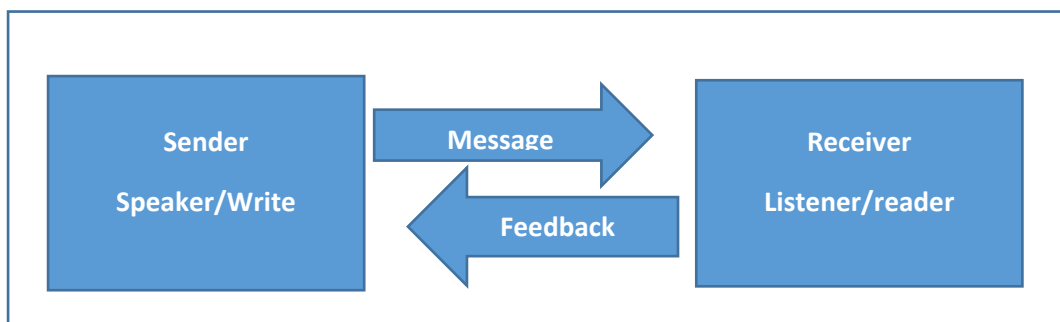 Sender
Speaker/Write
Message
Feedback
Receiver
Listener/reader